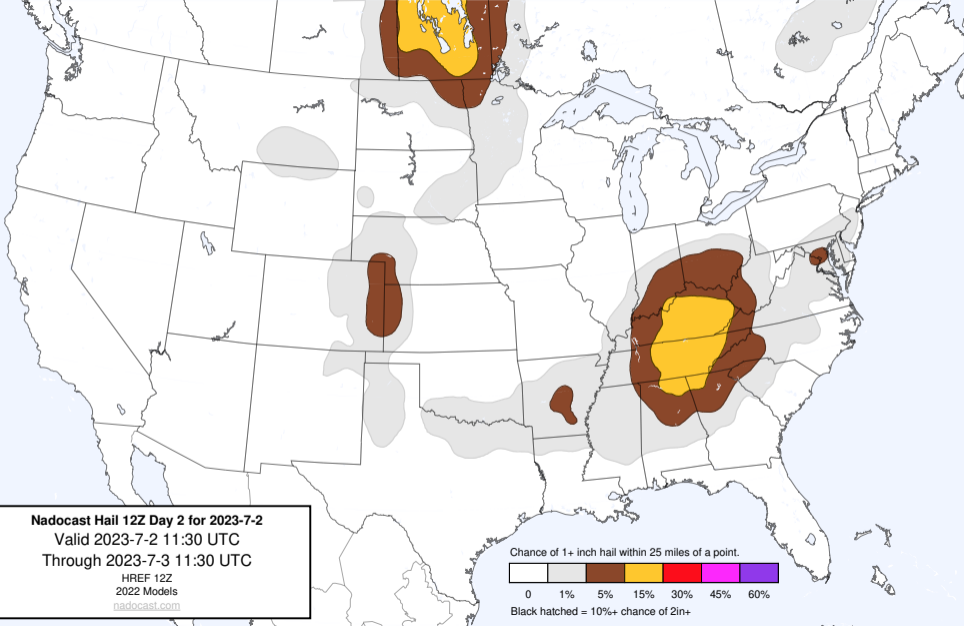 Nadocast Hail 12Z Day 2 for 2023-7-2
Valid 2023-7-2 11:30 UTC
Through 2023-7-3 11:30 UTC
HREF 12Z
2022 Models
nadocast.com
Chance of 1+ inch hail within 25 miles of a point.
0 1% 5% 15% 30% 45% 60%
Black hatched = 10%+ chance of 2in+